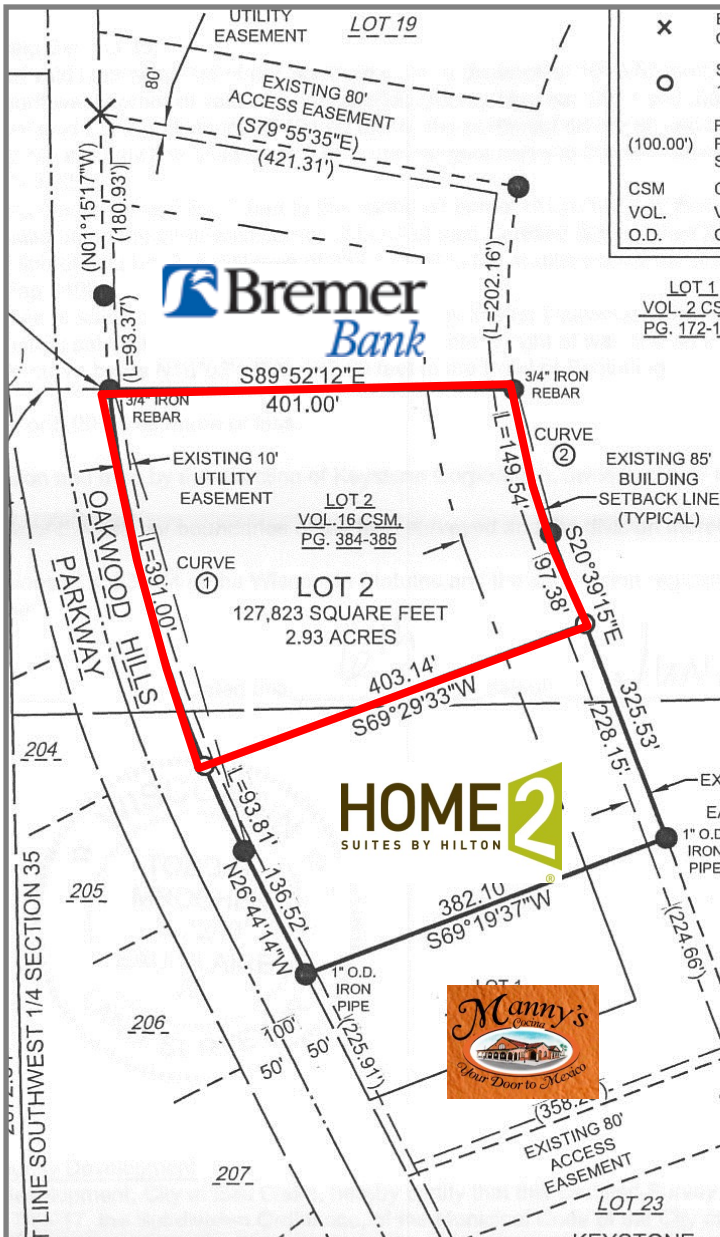 UTILITY
EASEMENT
LOT 19
80'
EXISTING 80'
ACCESS EASEMENT
(S79°55'35"E)
(421.31')
(N01°15'17"W)
(180.93')
(100.00')
CSM
VOL.
O.D.
LOT 1
VOL. 2
PG. 172-1
(L=93.37')
(L=202.16')
Bremer
Bank
S89°52'12"E
401.00'
3/4" IRON
REBAR
3/4" IRON
REBAR
EXISTING 10'
UTILITY
EASEMENT
L=149.54'
CURVE
2
EXISTING 85'
BUILDING
SETBACK LINE
(TYPICAL)
OAKWOOD HILLS
PARKWAY
L=391.00'
CURVE
1
LOT 2
VOL. 16 CSM.
PG. 384-385
LOT 2
127,823 SQUARE FEET
2.93 ACRES
97.38'
S20°39'15"E
403.14'
S69°29'33"W
325.53'
(228.15'
204
L=93.81'
HOME2
SUITES BY HILTON
®
1" O.D.
IRON
PIPE
205
N26°44'14"W
136.52'
382.10'
S69°19'37"W
(224.66')
1" O.D.
IRON
PIPE
LOT 1
Manny's
Cocina
Your Door to Mexico
206
100'
50'
50'
(225.91')
EXISTING 80'
ACCESS
EASEMENT
207
LOT 23
KEYSTONE
LINE SOUTHWEST 1/4 SECTION 35